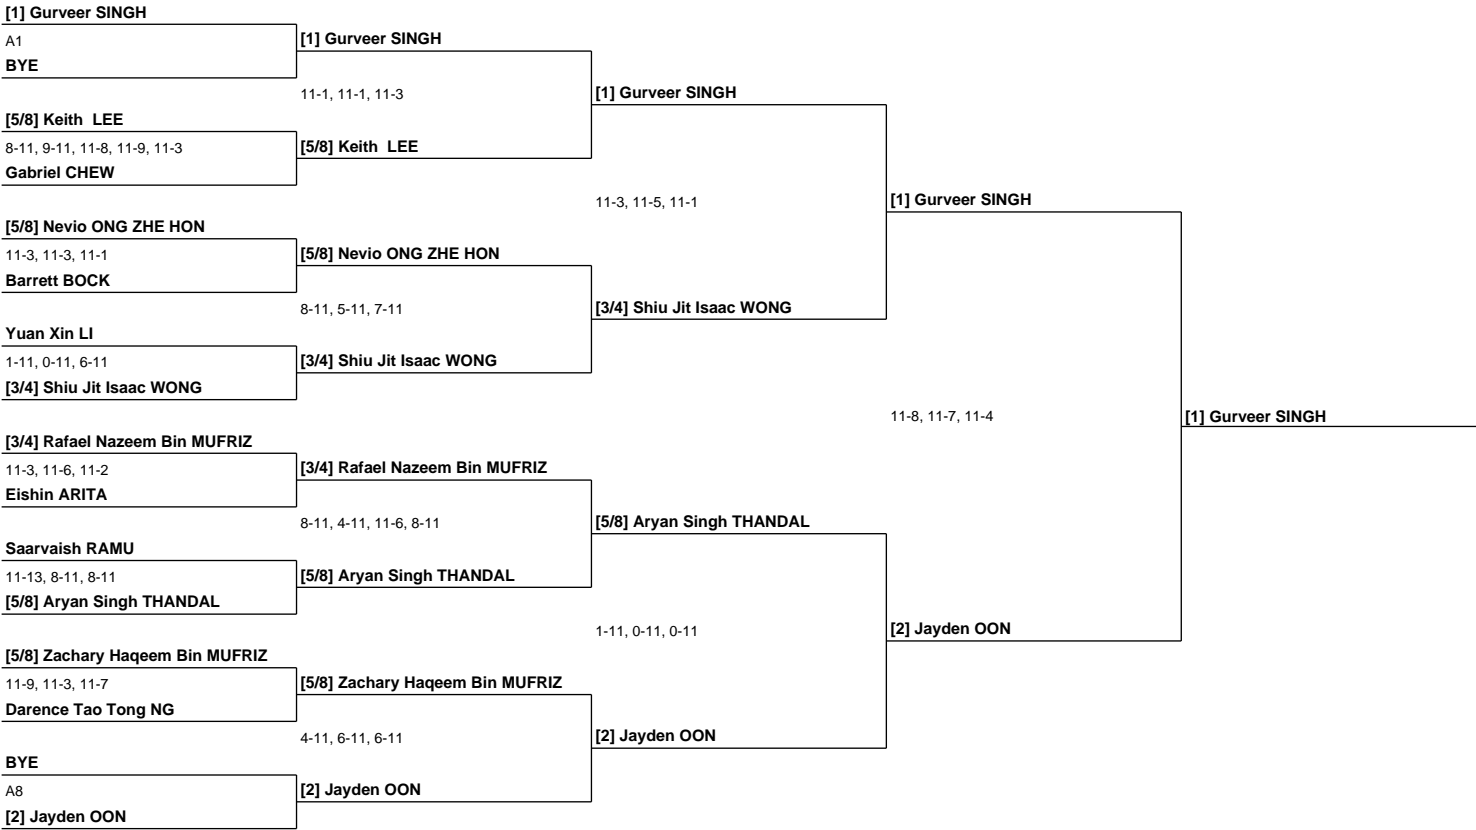 [1] Gurveer SINGH
A1
BYE
[5/8] Keith  LEE
8-11, 9-11, 11-8, 11-9, 11-3
Gabriel CHEW
[5/8] Nevio ONG ZHE HON
11-3, 11-3, 11-1
Barrett BOCK
Yuan Xin LI
1-11, 0-11, 6-11
[3/4] Shiu Jit Isaac WONG
[3/4] Rafael Nazeem Bin MUFRIZ
11-3, 11-6, 11-2
Eishin ARITA
Saarvaish RAMU
11-13, 8-11, 8-11
[5/8] Aryan Singh THANDAL
[5/8] Zachary Haqeem Bin MUFRIZ
11-9, 11-3, 11-7
Darence Tao Tong NG
BYE
A8
[2] Jayden OON
[1] Gurveer SINGH
11-1, 11-1, 11-3
[5/8] Keith  LEE
[5/8] Nevio ONG ZHE HON
8-11, 5-11, 7-11
[3/4] Shiu Jit Isaac WONG
[3/4] Rafael Nazeem Bin MUFRIZ
8-11, 4-11, 11-6, 8-11
[5/8] Aryan Singh THANDAL
[5/8] Zachary Haqeem Bin MUFRIZ
4-11, 6-11, 6-11
[2] Jayden OON
[1] Gurveer SINGH
11-3, 11-5, 11-1
[3/4] Shiu Jit Isaac WONG
[5/8] Aryan Singh THANDAL
1-11, 0-11, 0-11
[2] Jayden OON
[1] Gurveer SINGH
11-8, 11-7, 11-4
[2] Jayden OON
[1] Gurveer SINGH